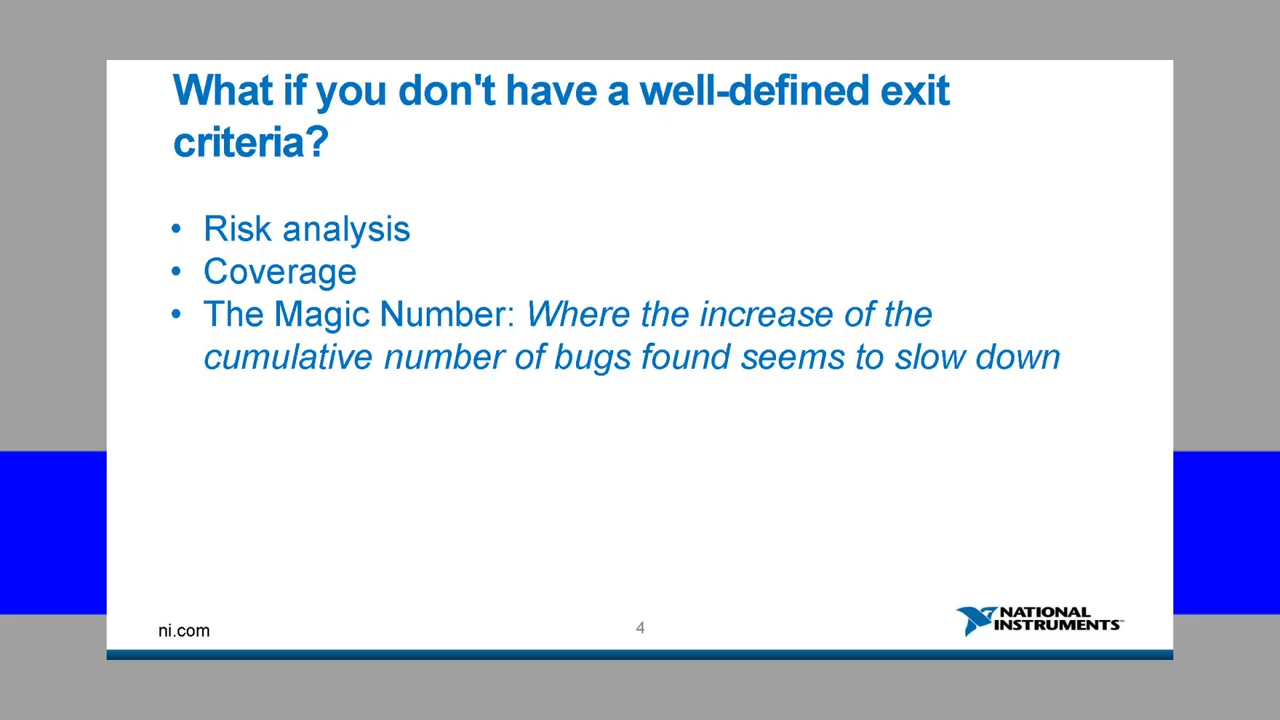 What if you don't have a well-defined exit
criteria?
• Risk analysis
• Coverage
• The Magic Number: Where the increase of the
cumulative number of bugs found seems to slow down
ni.com
4
NATIONAL
INSTRUMENTS™